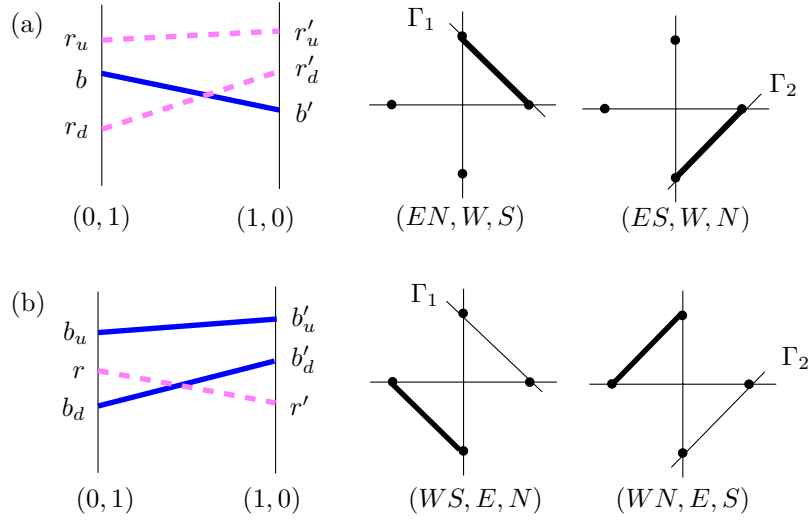 (a)
r_u
b
r_d
r'_u
r'_d
b'
(0, 1)
(1, 0)
Γ_1
(EN, W, S)
Γ_2
(ES, W, N)
(b)
b_u
r
b_d
b'_u
b'_d
r'
(0, 1)
(1, 0)
Γ_1
(WS, E, N)
Γ_2
(WN, E, S)